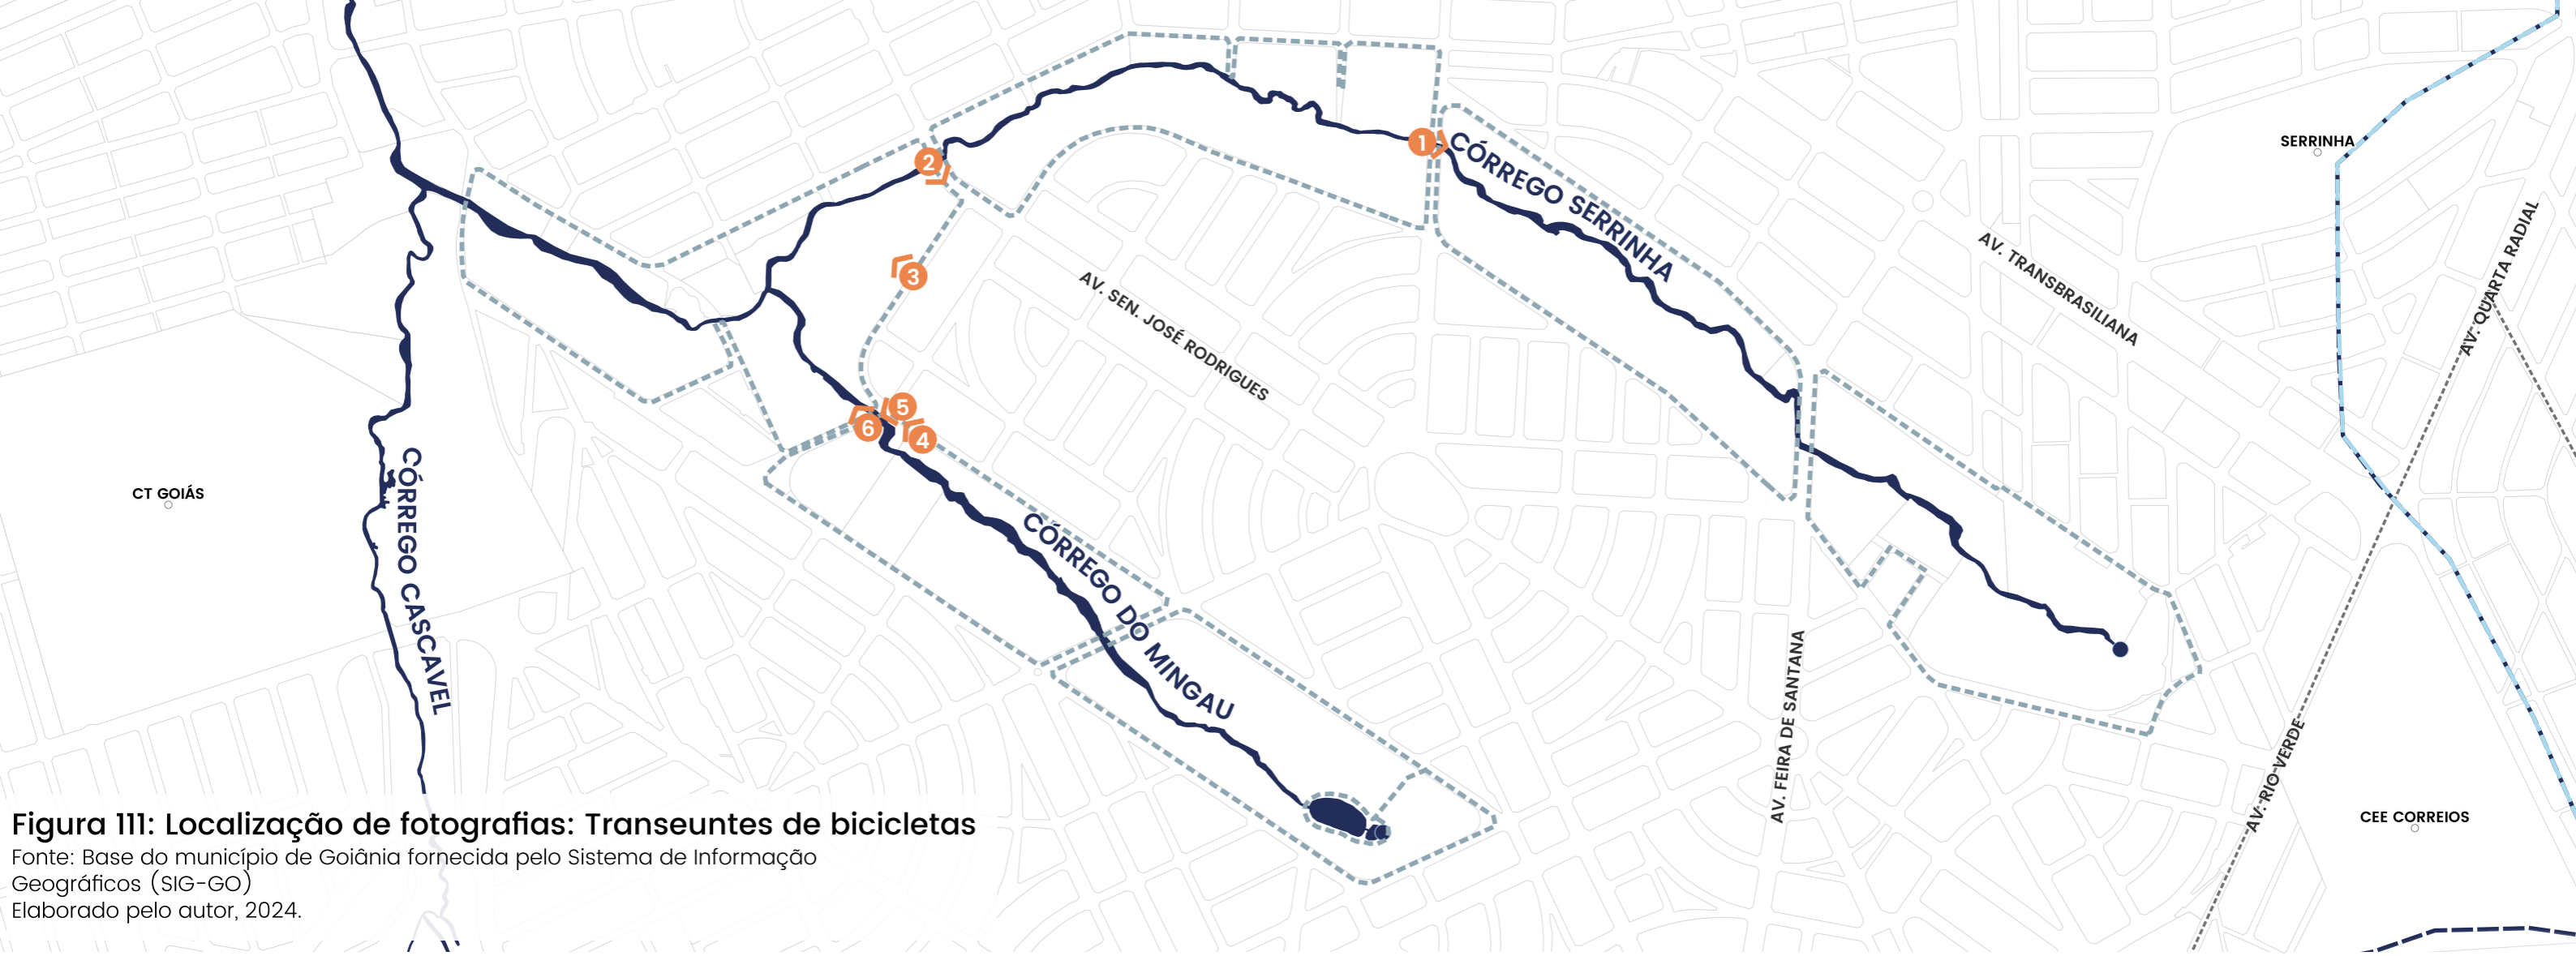 1
CÓRREGO SERRINHA
2
3
SERRINHA
AV. TRANSBRASILIANA
AV. QUARTA RADIAL
AV. SEN. JOSÉ RODRIGUES
5
6
4
CT GOIÁS
CÓRREGO CASCAVEL
CÓRREGO DO MINGAU
AV. FEIRA DE SANTANA
AV. RIO VERDE
CEE CORREIOS
Figura 111: Localização de fotografias: Transeuntes de bicicletas
Fonte: Base do município de Goiânia fornecida pelo Sistema de Informação
Geográficos (SIG-GO)
Elaborado pelo autor, 2024.